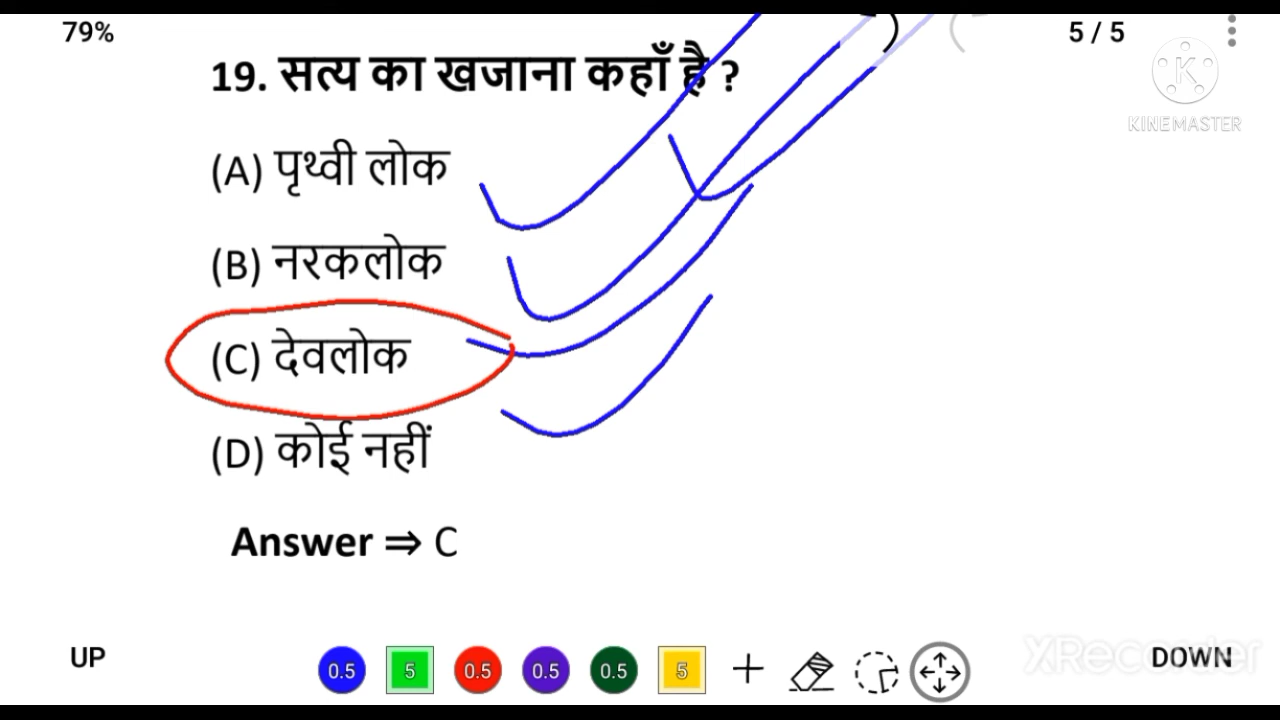 79%
5 / 5
19. सत्य का खजाना कहाँ है ?
KINEMASTER
(A) पृथ्वी लोक
(B) नरकलोक
(C) देवलोक
(D) कोई नहीं
Answer ⇒ C
UP
0.5 5 0.5 0.5 0.5 5
XRecorder
DOWN